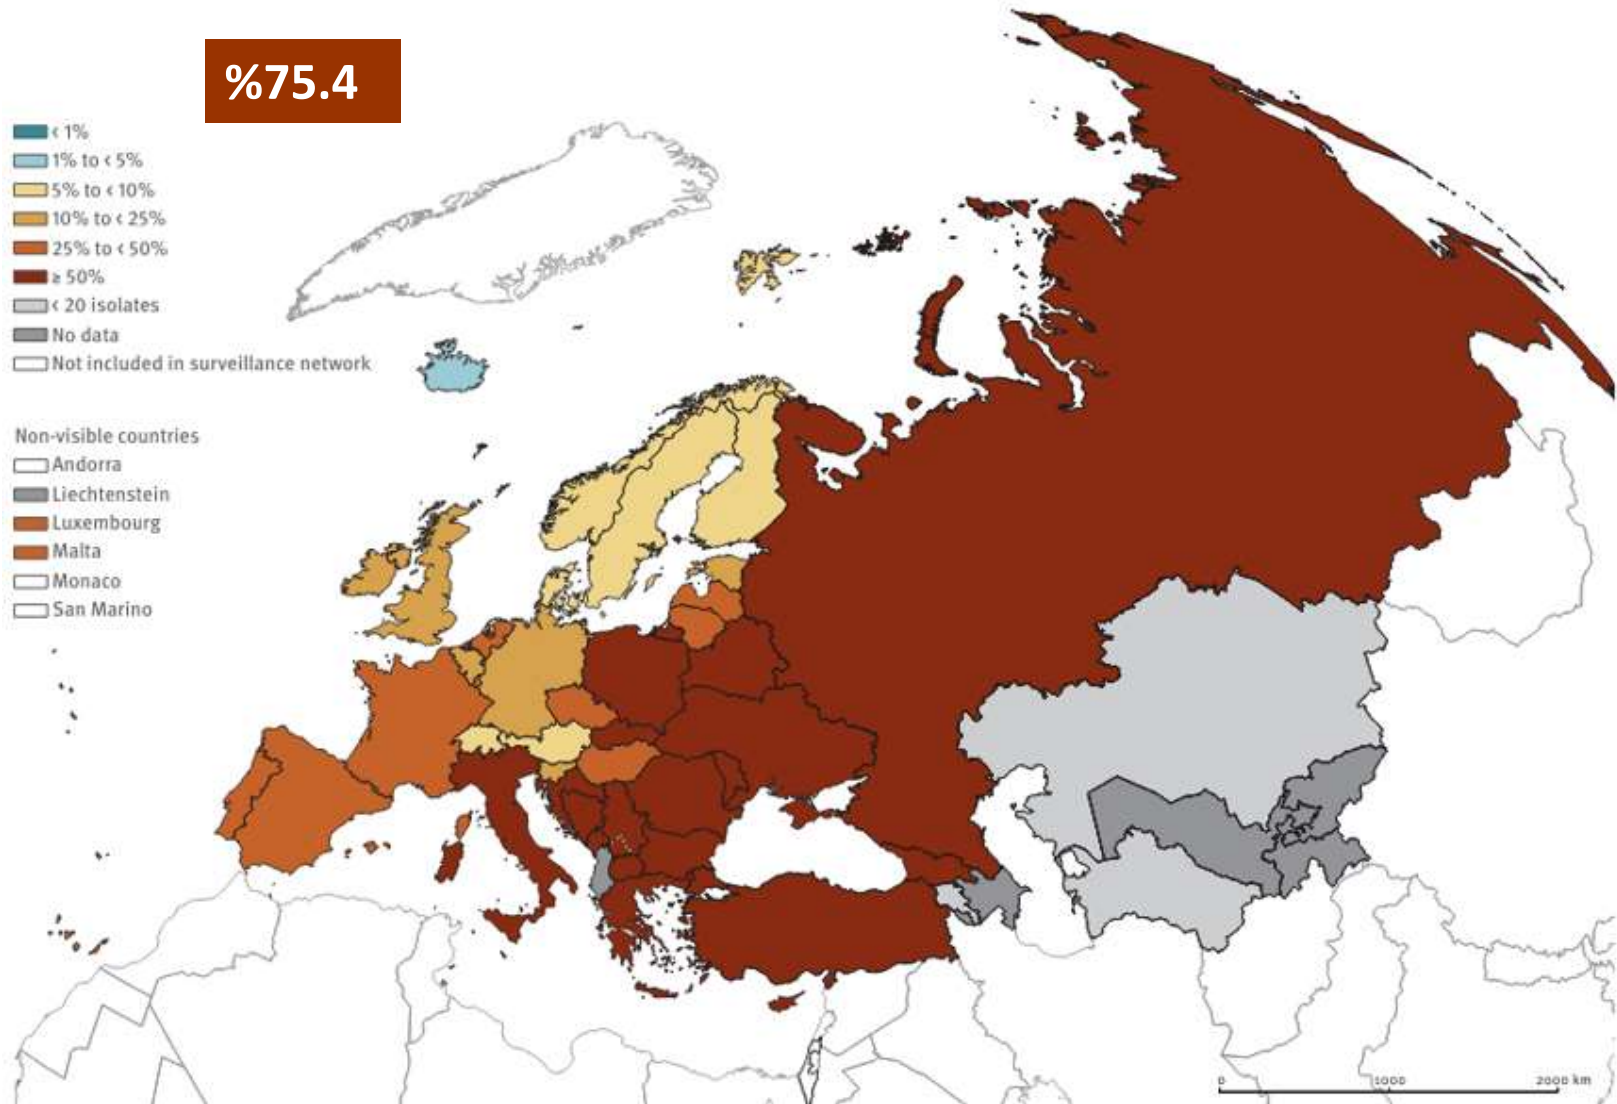 %75.4
< 1%
1% to < 5%
5% to < 10%
10% to < 25%
25% to < 50%
≥ 50%
< 20 isolates
No data
Not included in surveillance network
Non-visible countries
Andorra
Liechtenstein
Luxembourg
Malta
Monaco
San Marino
0 1000 2000 km